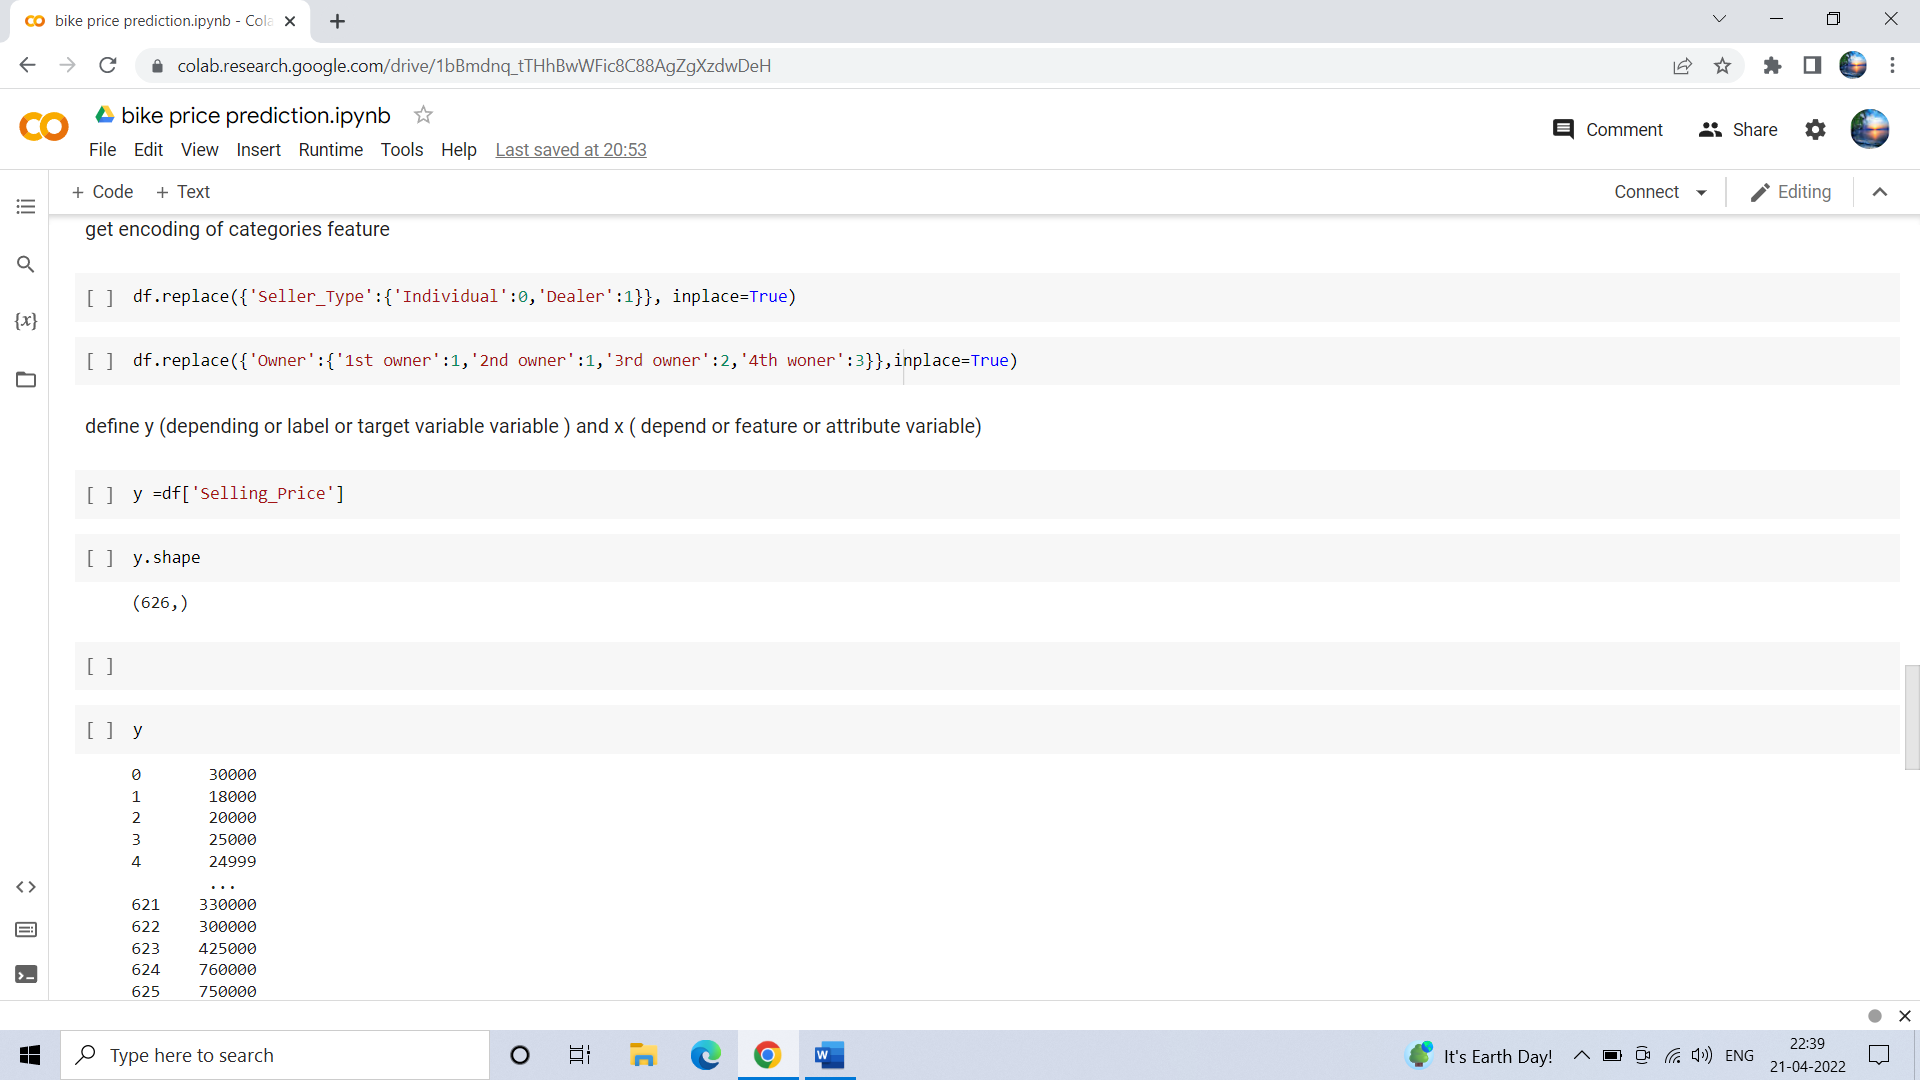 bike price prediction.ipynb - Cola
colab.research.google.com/drive/1bBmdnq_tTHhBwWFic8C88AgZgXzdwDeH
bike price prediction.ipynb
Comment Share
File Edit View Insert Runtime Tools Help Last saved at 20:53
+ Code + Text Connect Editing
get encoding of categories feature
[ ] df.replace({'Seller_Type':{'Individual':0,'Dealer':1}}, inplace=True)
{x}
[ ] df.replace({'Owner':{'1st owner':1,'2nd owner':1,'3rd owner':2,'4th woner':3}},inplace=True)
define y (depending or label or target variable variable ) and x ( depend or feature or attribute variable)
[ ] y =df['Selling_Price']
[ ] y.shape
(626,)
[ ]
[ ] y
0 30000
1 18000
2 20000
3 25000
4 24999
...
621 330000
622 300000
623 425000
624 760000
625 750000
Type here to search
It's Earth Day!
ENG
22:39
21-04-2022